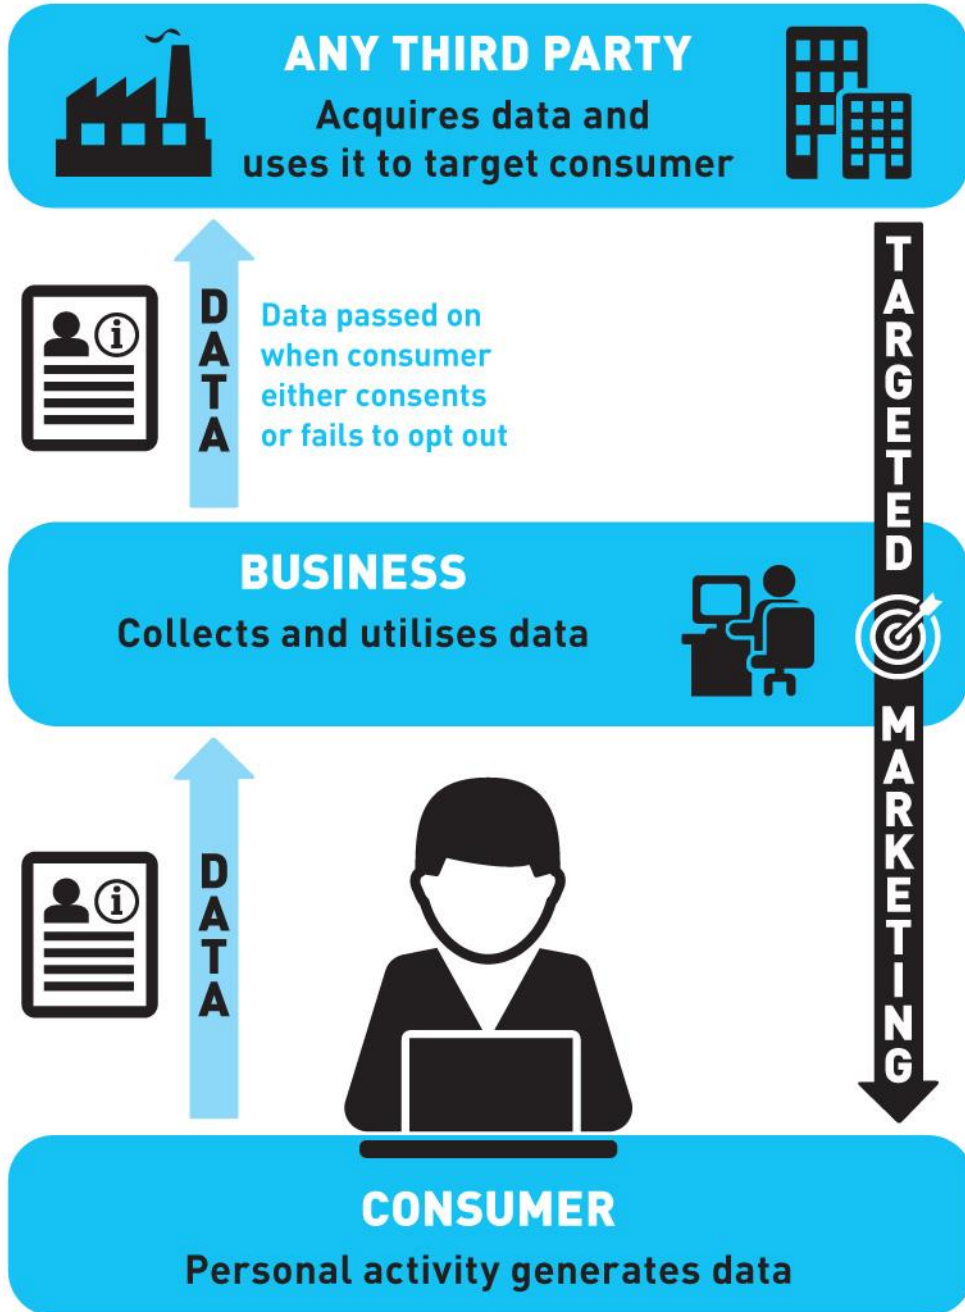 ANY THIRD PARTY
Acquires data and
uses it to target consumer
DATA
Data passed on
when consumer
either consents
or fails to opt out
TARGETED MARKETING
BUSINESS
Collects and utilises data
DATA
CONSUMER
Personal activity generates data